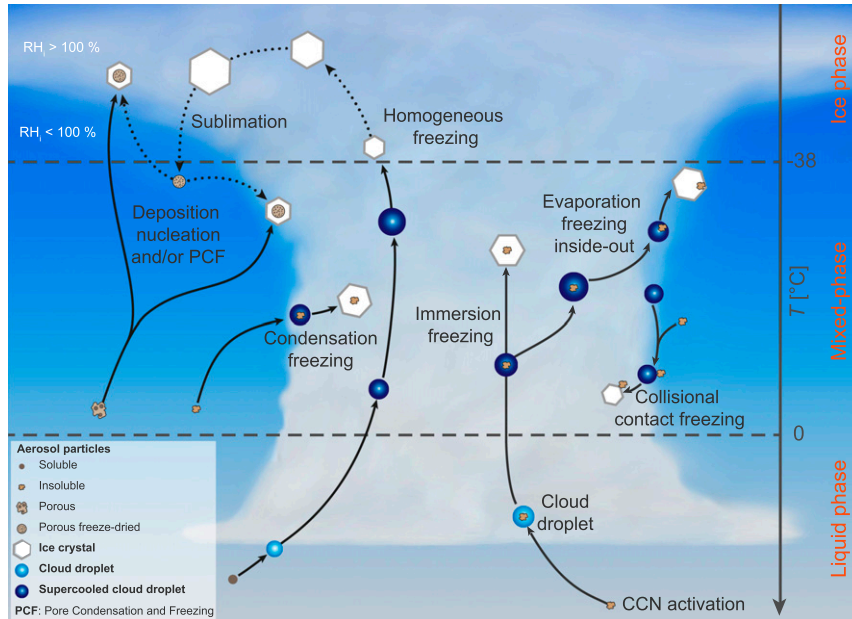 RHi > 100 %
RHi < 100 %
Sublimation
Homogeneous
freezing
Deposition
nucleation
and/or PCF
Condensation
freezing
Immersion
freezing
Evaporation
freezing
inside-out
Collisional
contact freezing
Cloud
droplet
CCN activation
Ice phase
-38
T [°C]
Mixed-phase
0
Liquid phase
Aerosol particles
Soluble
Insoluble
Porous
Porous freeze-dried
Ice crystal
Cloud droplet
Supercooled cloud droplet
PCF: Pore Condensation and Freezing